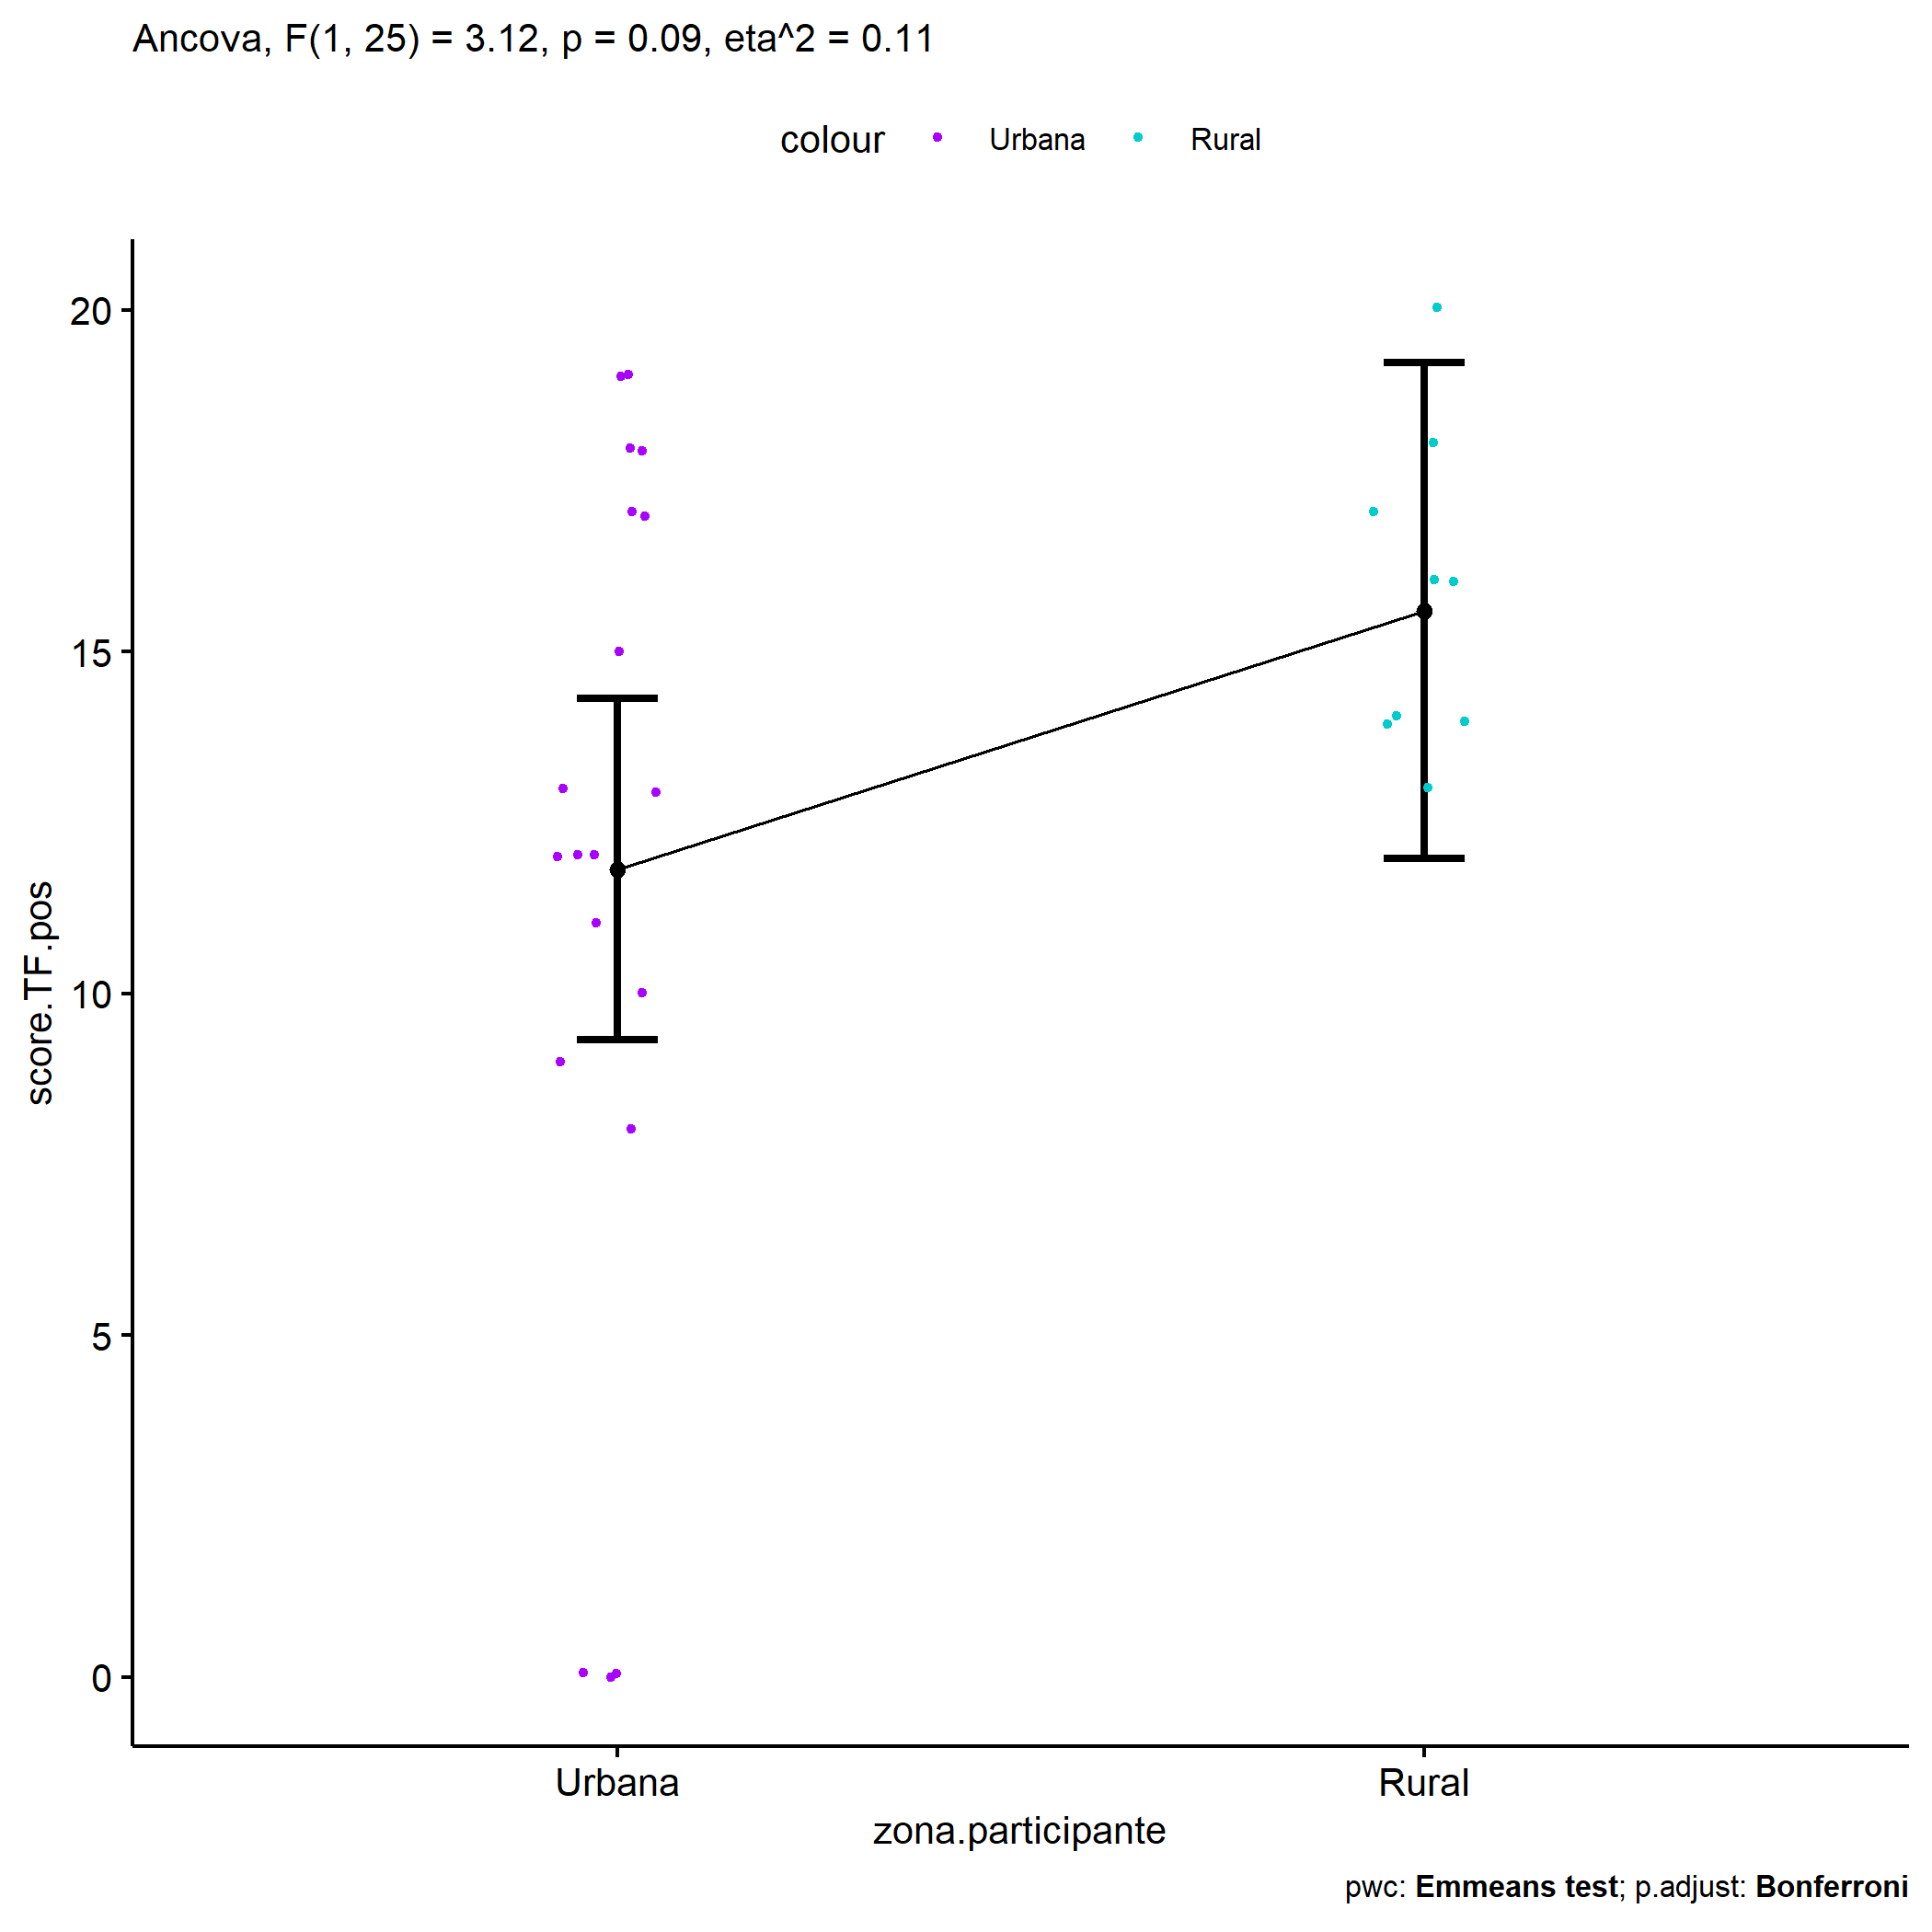 Ancova, F(1, 25) = 3.12, p = 0.09, eta^2 = 0.11
colour Urbana Rural
score.TF.pos
20
15
10
5
0
Urbana Rural
zona.participante
pwc: Emmeans test; p.adjust: Bonferroni